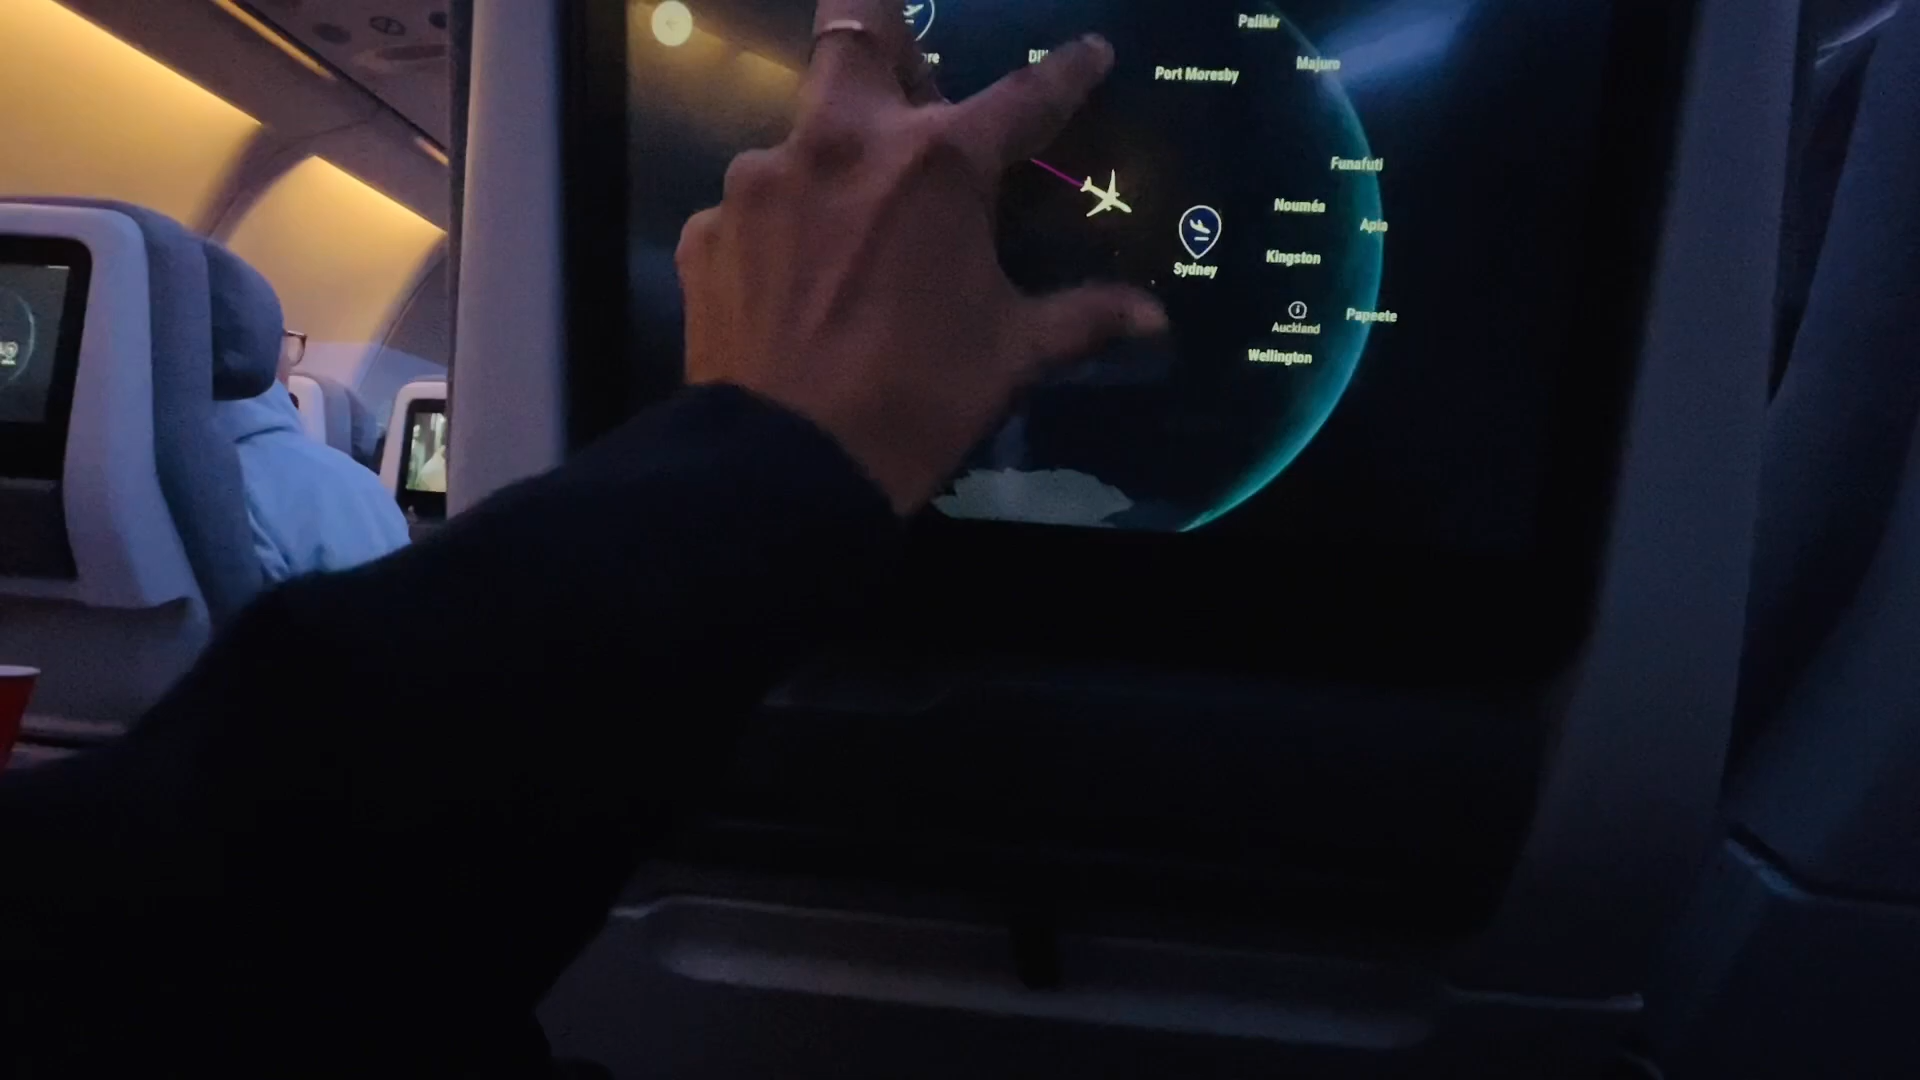 Palikir
Majuro
Port Moresby
Funafuti
Nouméa
Apia
Kingston
Sydney
Papeete
Auckland
Wellington